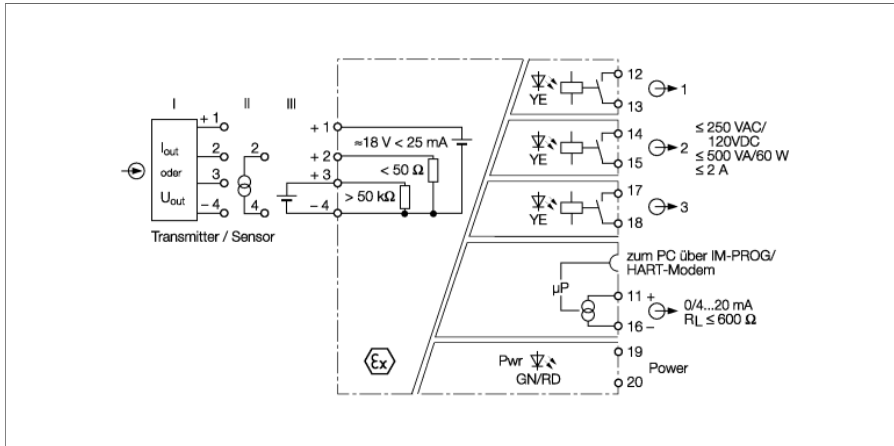 I
II
III
+ 1
2
3
− 4
I out
oder
U out
2
4
Transmitter / Sensor
+ 1
+ 2
+ 3
− 4
≈18 V < 25 mA
< 50 Ω
> 50 kΩ
Ex
YE
12
13
1
YE
14
15
2
≤ 250 VAC/
120VDC
≤ 500 VA/60 W
≤ 2 A
YE
17
18
3
zum PC über IM-PROG/
HART-Modem
µP
11 +
16 −
0/4...20 mA
RL ≤ 600 Ω
Pwr
GN/RD
19
20
Power